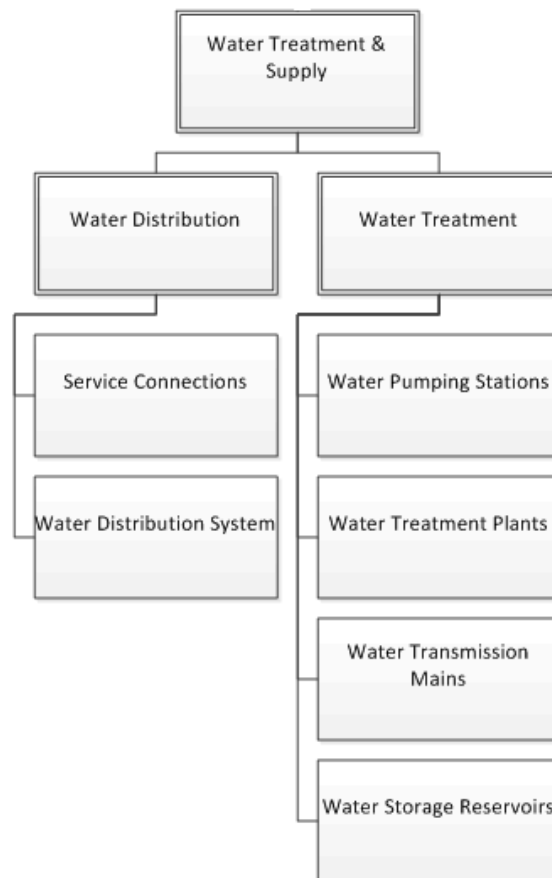 Water Treatment &
Supply
Water Distribution
Water Treatment
Service Connections
Water Pumping Stations
Water Distribution System
Water Treatment Plants
Water Transmission
Mains
Water Storage Reservoirs